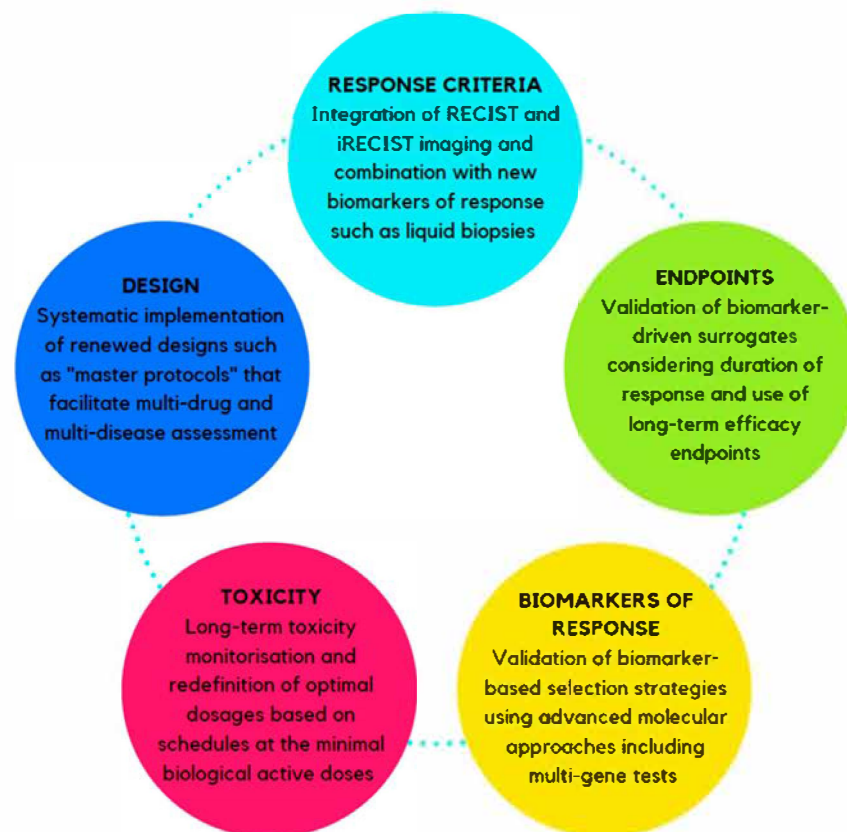 RESPONSE CRITERIA
Integration of RECIST and
iRECIST imaging and
combination with new
biomarkers of response
such as liquid biopsies
DESIGN
Systematic implementation
of renewed designs such
as "master protocols" that
facilitate multi-drug and
multi-disease assessment
ENDPOINTS
Validation of biomarker-
driven surrogates
considering duration of
response and use of
long-term efficacy
endpoints
TOXICITY
Long-term toxicity
monitorisation and
redefinition of optimal
dosages based on
schedules at the minimal
biological active doses
BIOMARKERS OF
RESPONSE
Validation of biomarker-
based selection strategies
using advanced molecular
approaches including
multi-gene tests